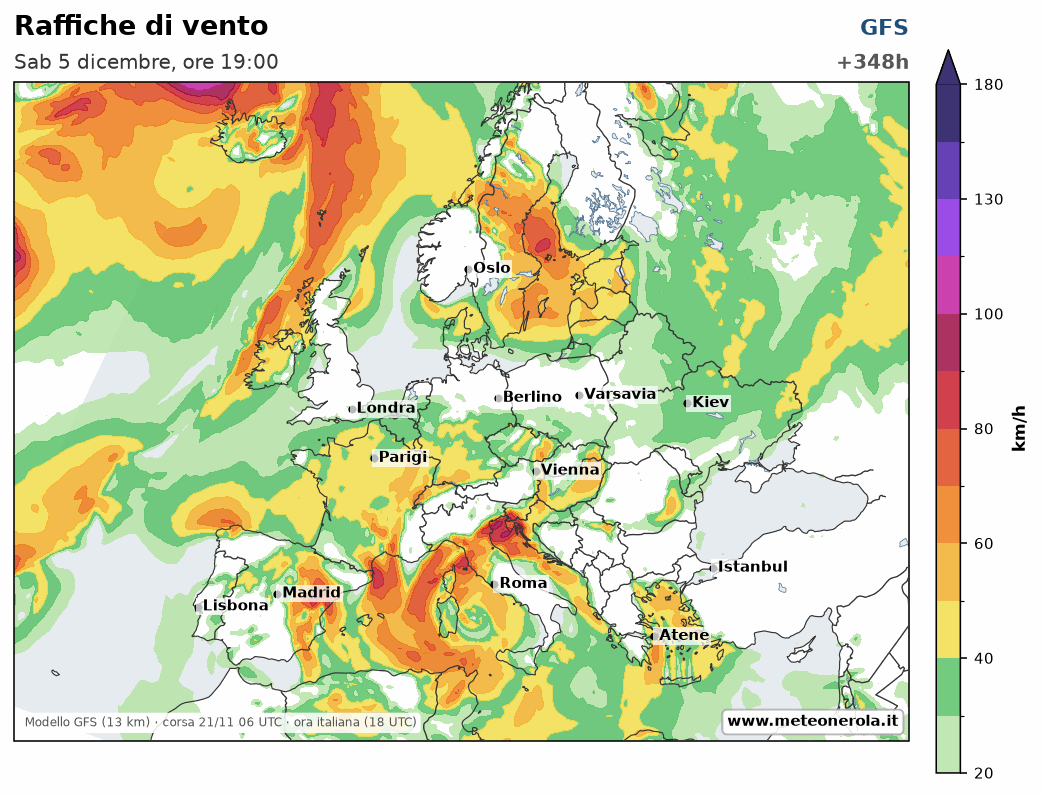 Raffiche di vento
GFS
Sab 5 dicembre, ore 19:00
+348h
180
130
100
80
60
40
20
km/h
Oslo
Berlino
Varsavia
Londra
Kiev
Parigi
Vienna
Istanbul
Roma
Madrid
Lisbona
Atene
Modello GFS (13 km) · corsa 21/11 06 UTC · ora italiana (18 UTC)
www.meteonerola.it